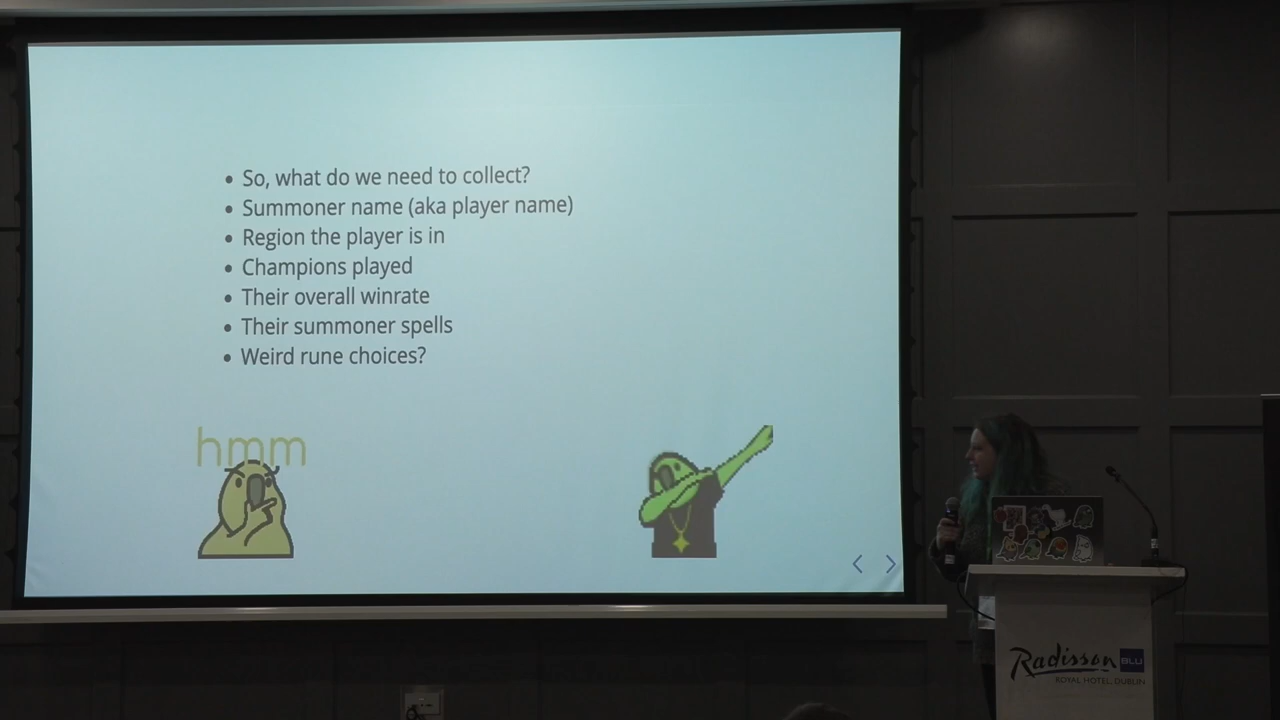 So, what do we need to collect?
Summoner name (aka player name)
Region the player is in
Champions played
Their overall winrate
Their summoner spells
Weird rune choices?
hmm
Radisson BLU
ROYAL HOTEL, DUBLIN